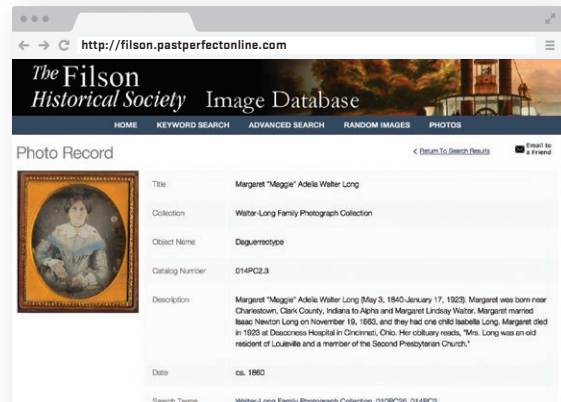 http://filson.pastperfectonline.com
The Filson
Historical Society Image Database
HOME KEYWORD SEARCH ADVANCED SEARCH RANDOM IMAGES PHOTOS
Photo Record
< Return To Search Results
Email to
a Friend
Title Margaret "Maggie" Adelia Walter Long
Collection Walter-Long Family Photograph Collection
Object Name Daguerreotype
Catalog Number 014PC2.3
Description Margaret "Maggie" Adelia Walter Long (May 3, 1840-January 17, 1923). Margaret was born near
Charlestown, Clark County, Indiana to Alpha and Margaret Lindsay Walter. Margaret married
Isaac Newton Long on November 19, 1863, and they had one child Isabella Long. Margaret died
in 1923 at Deaconess Hospital in Cincinnati, Ohio. Her obituary reads, "Mrs. Long was an old
resident of Louisville and a member of the Second Presbyterian Church."
Date ca. 1860
Search Terms Walter-Long Family Photograph Collection, 010PC26, 014PC2